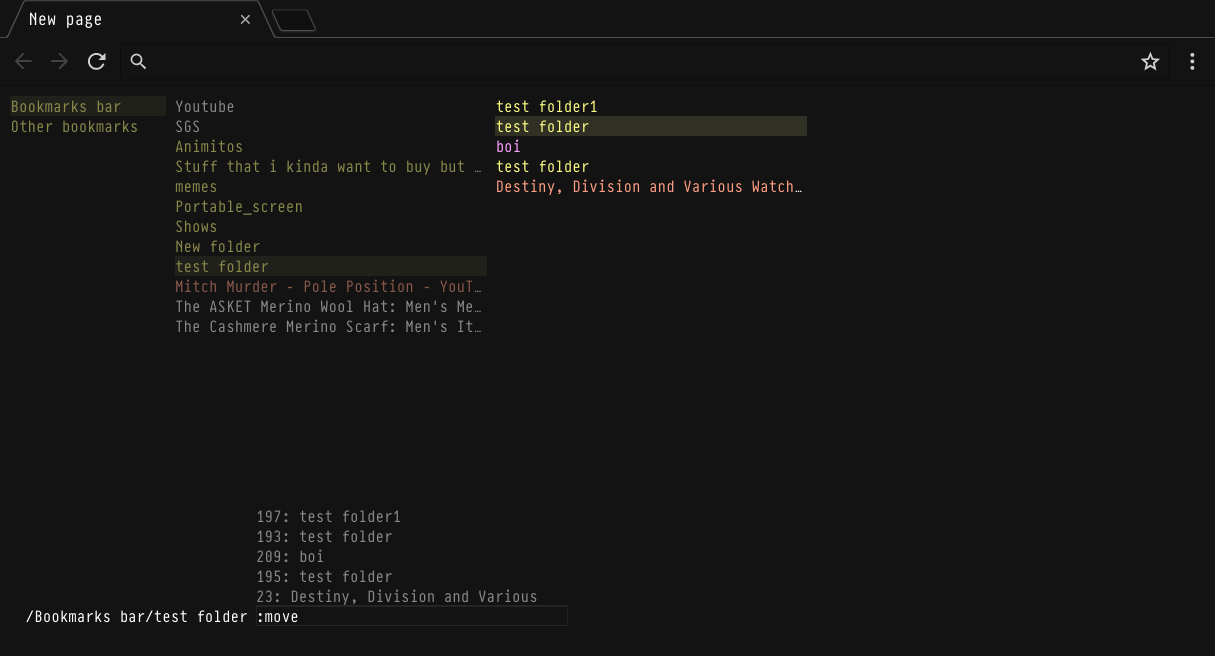 New page
Bookmarks bar
Other bookmarks
Youtube
SGS
Animitos
Stuff that i kinda want to buy but …
memes
Portable_screen
Shows
New folder
test folder
Mitch Murder - Pole Position - YouT…
The ASKET Merino Wool Hat: Men's Me…
The Cashmere Merino Scarf: Men's It…
test folder1
test folder
boi
test folder
Destiny, Division and Various Watch…
197: test folder1
193: test folder
209: boi
195: test folder
23: Destiny, Division and Various
/Bookmarks bar/test folder :move